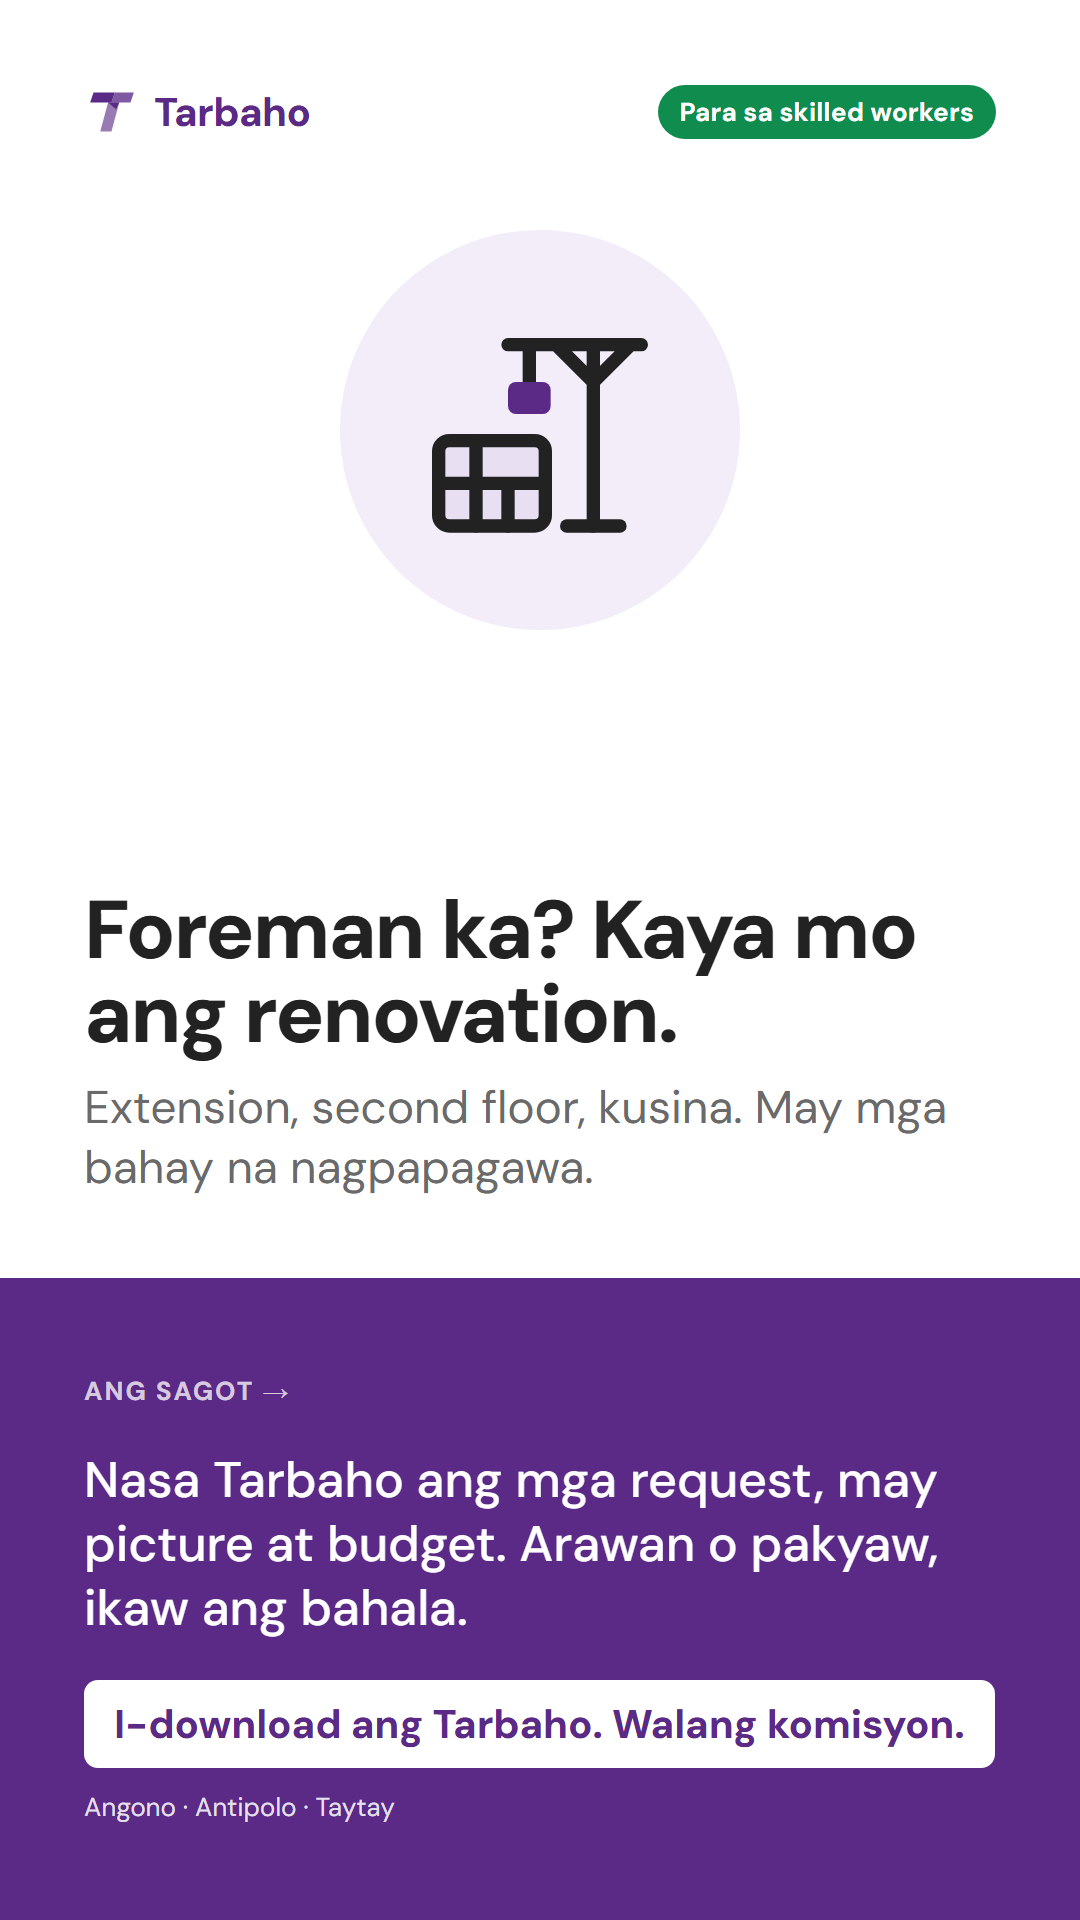 Tarbaho
Para sa skilled workers
Foreman ka? Kaya mo
ang renovation.
Extension, second floor, kusina. May mga
bahay na nagpapagawa.
ANG SAGOT →
Nasa Tarbaho ang mga request, may
picture at budget. Arawan o pakyaw,
ikaw ang bahala.
I-download ang Tarbaho. Walang komisyon.
Angono · Antipolo · Taytay